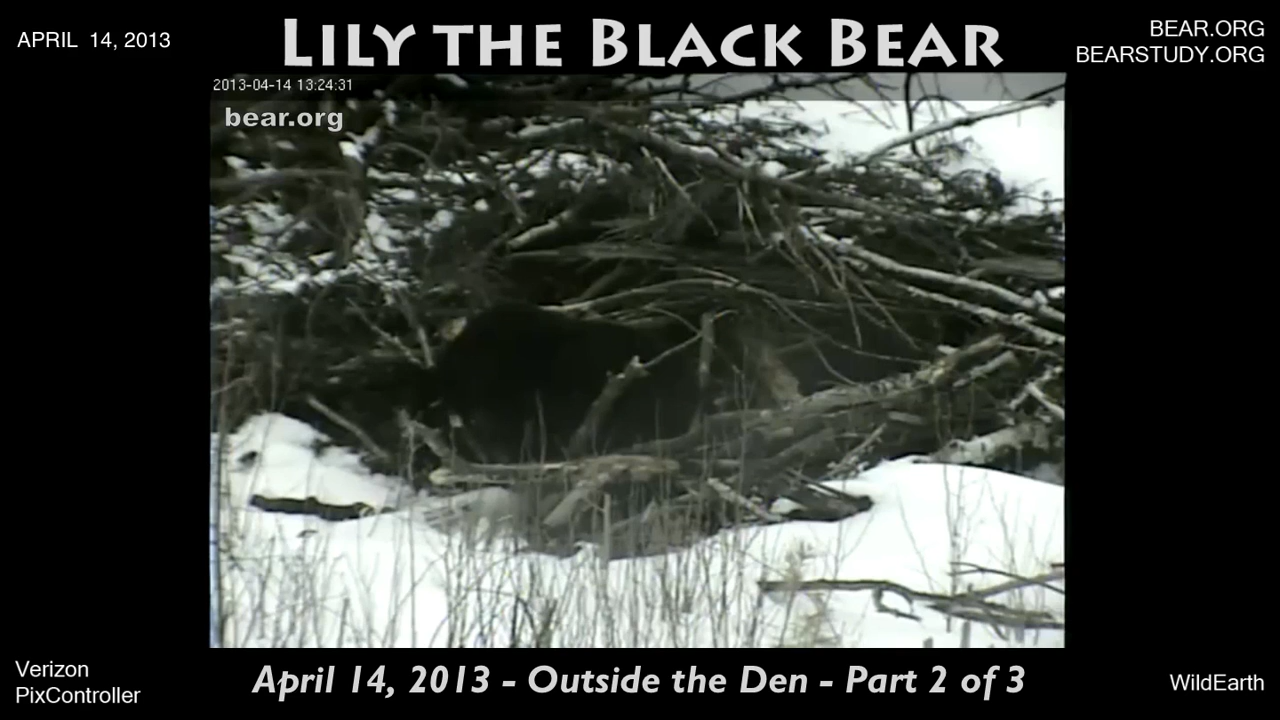 APRIL 14, 2013
LILY THE BLACK BEAR
BEAR.ORG
BEARSTUDY.ORG
2013-04-14 13:24:31
bear.org
Verizon
PixController
April 14, 2013 - Outside the Den - Part 2 of 3
WildEarth